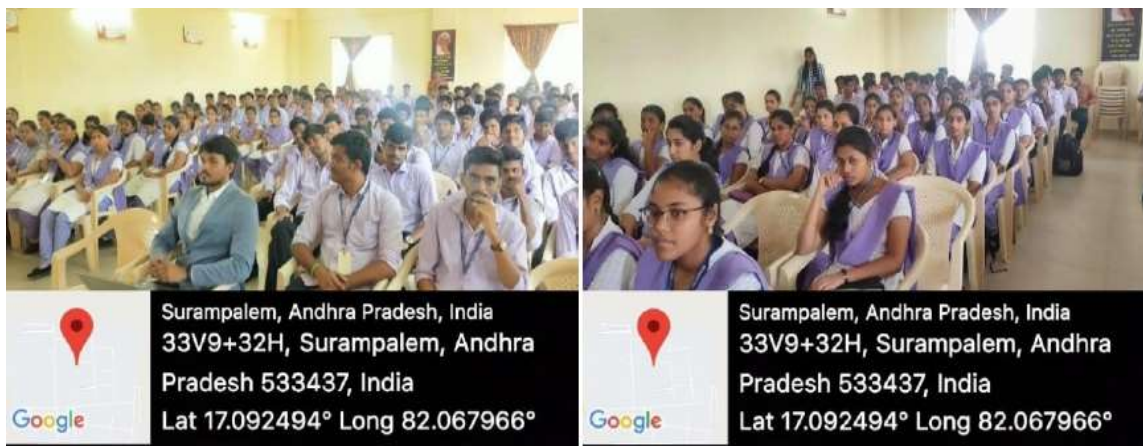 Surampalem, Andhra Pradesh, India
33V9+32H, Surampalem, Andhra
Pradesh 533437, India
Lat 17.092494° Long 82.067966°
Google
Surampalem, Andhra Pradesh, India
33V9+32H, Surampalem, Andhra
Pradesh 533437, India
Lat 17.092494° Long 82.067966°
Google